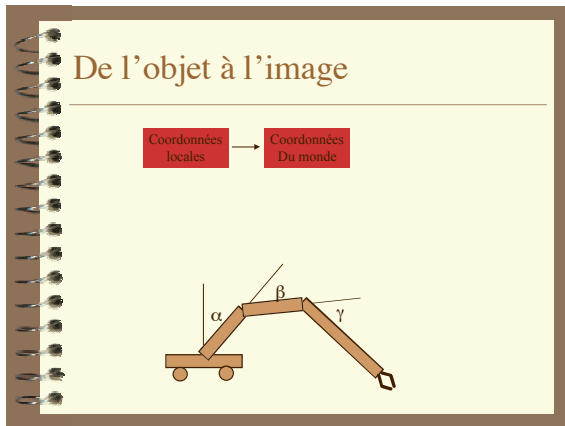 De l’objet à l’image
Coordonnées
locales
Coordonnées
Du monde
α
β
γ